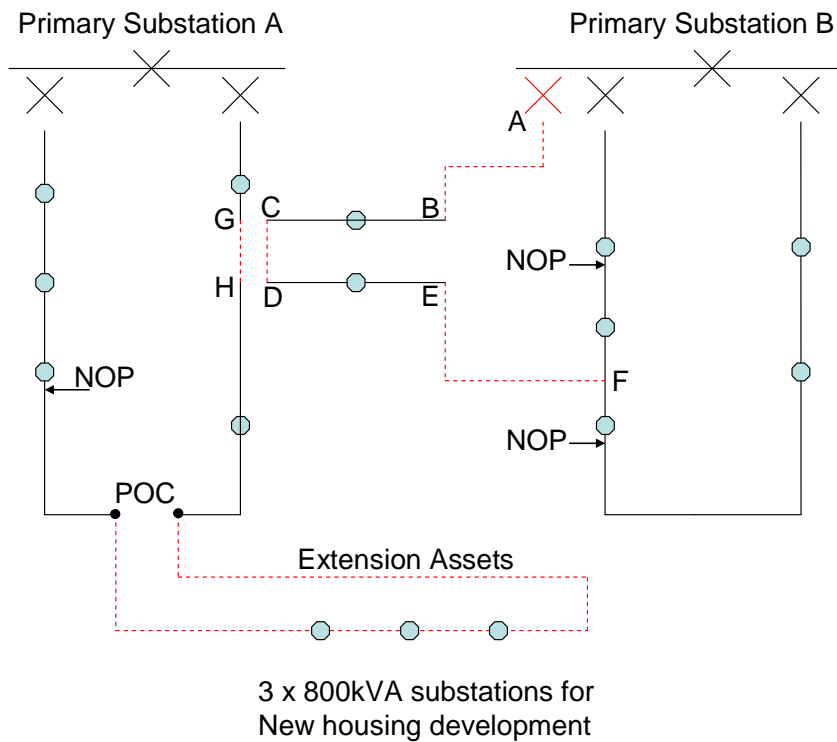 Primary Substation A
Primary Substation B
A
G
C
B
NOP
H
D
E
NOP
F
NOP
POC
Extension Assets
3 x 800kVA substations for
New housing development